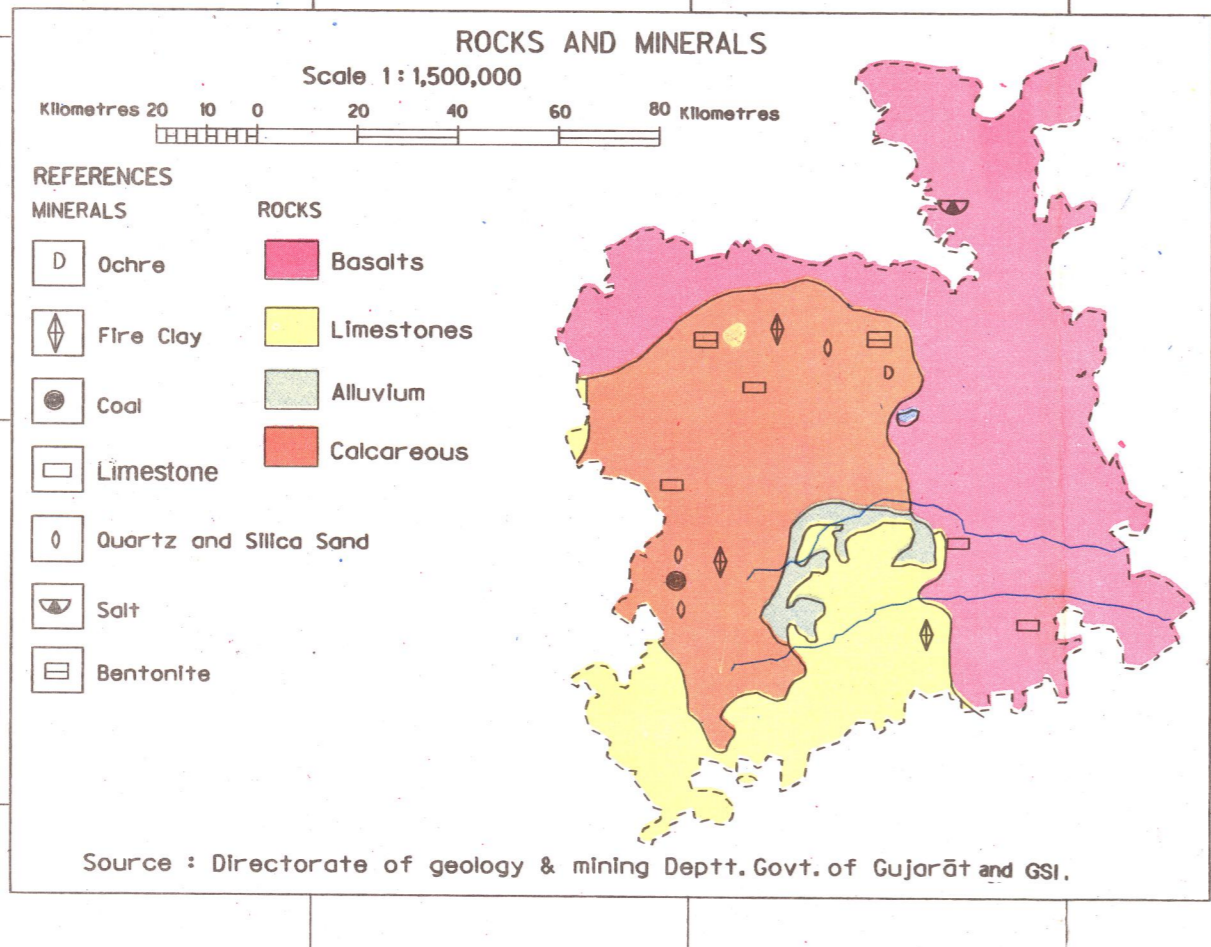 ROCKS AND MINERALS
Scale 1:1,500,000
Kilometres 20 10 0 20 40 60 80 Kilometres
REFERENCES
MINERALS ROCKS
D Ochre Basalts
Fire Clay Limestones
Coal Alluvium
Limestone Calcareous
Quartz and Silica Sand
Salt
Bentonite
D
Source : Directorate of geology & mining Deptt. Govt. of Gujarāt and GSI.